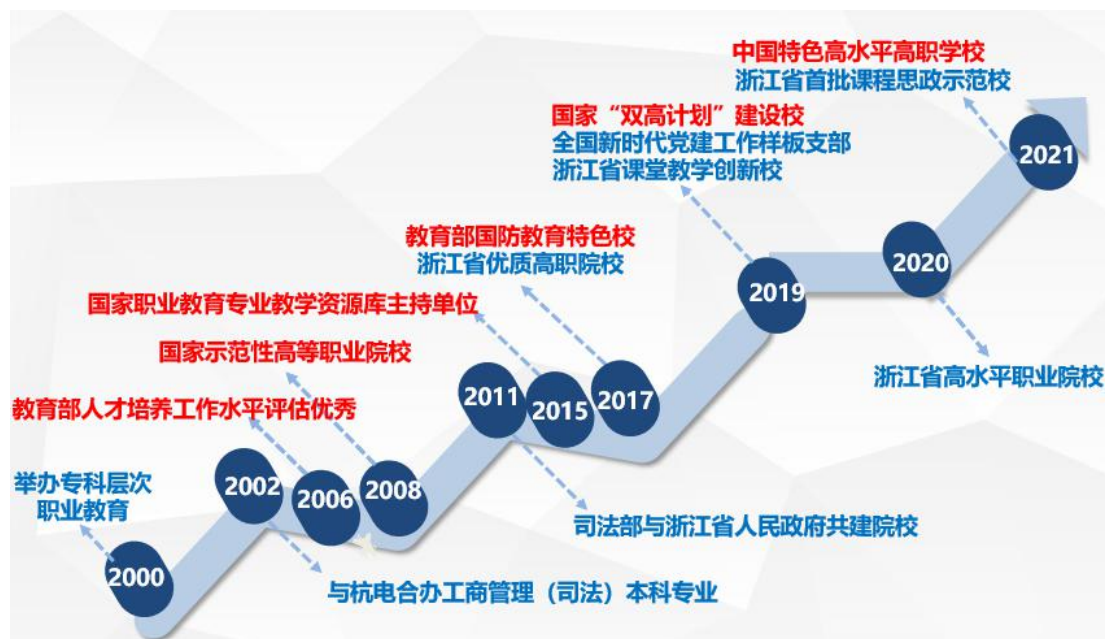 中国特色高水平高职学校
浙江省首批课程思政示范校
国家“双高计划”建设校
全国新时代党建工作样板支部
浙江省课堂教学创新校
2021
教育部国防教育特色校
浙江省优质高职院校
2020
2019
国家职业教育专业教学资源库主持单位
国家示范性高等职业院校
浙江省高水平职业院校
2011
2015
2017
教育部人才培养工作水平评估优秀
举办专科层次
职业教育
2002
2006
2008
司法部与浙江省人民政府共建院校
2000
与杭电合办工商管理（司法）本科专业